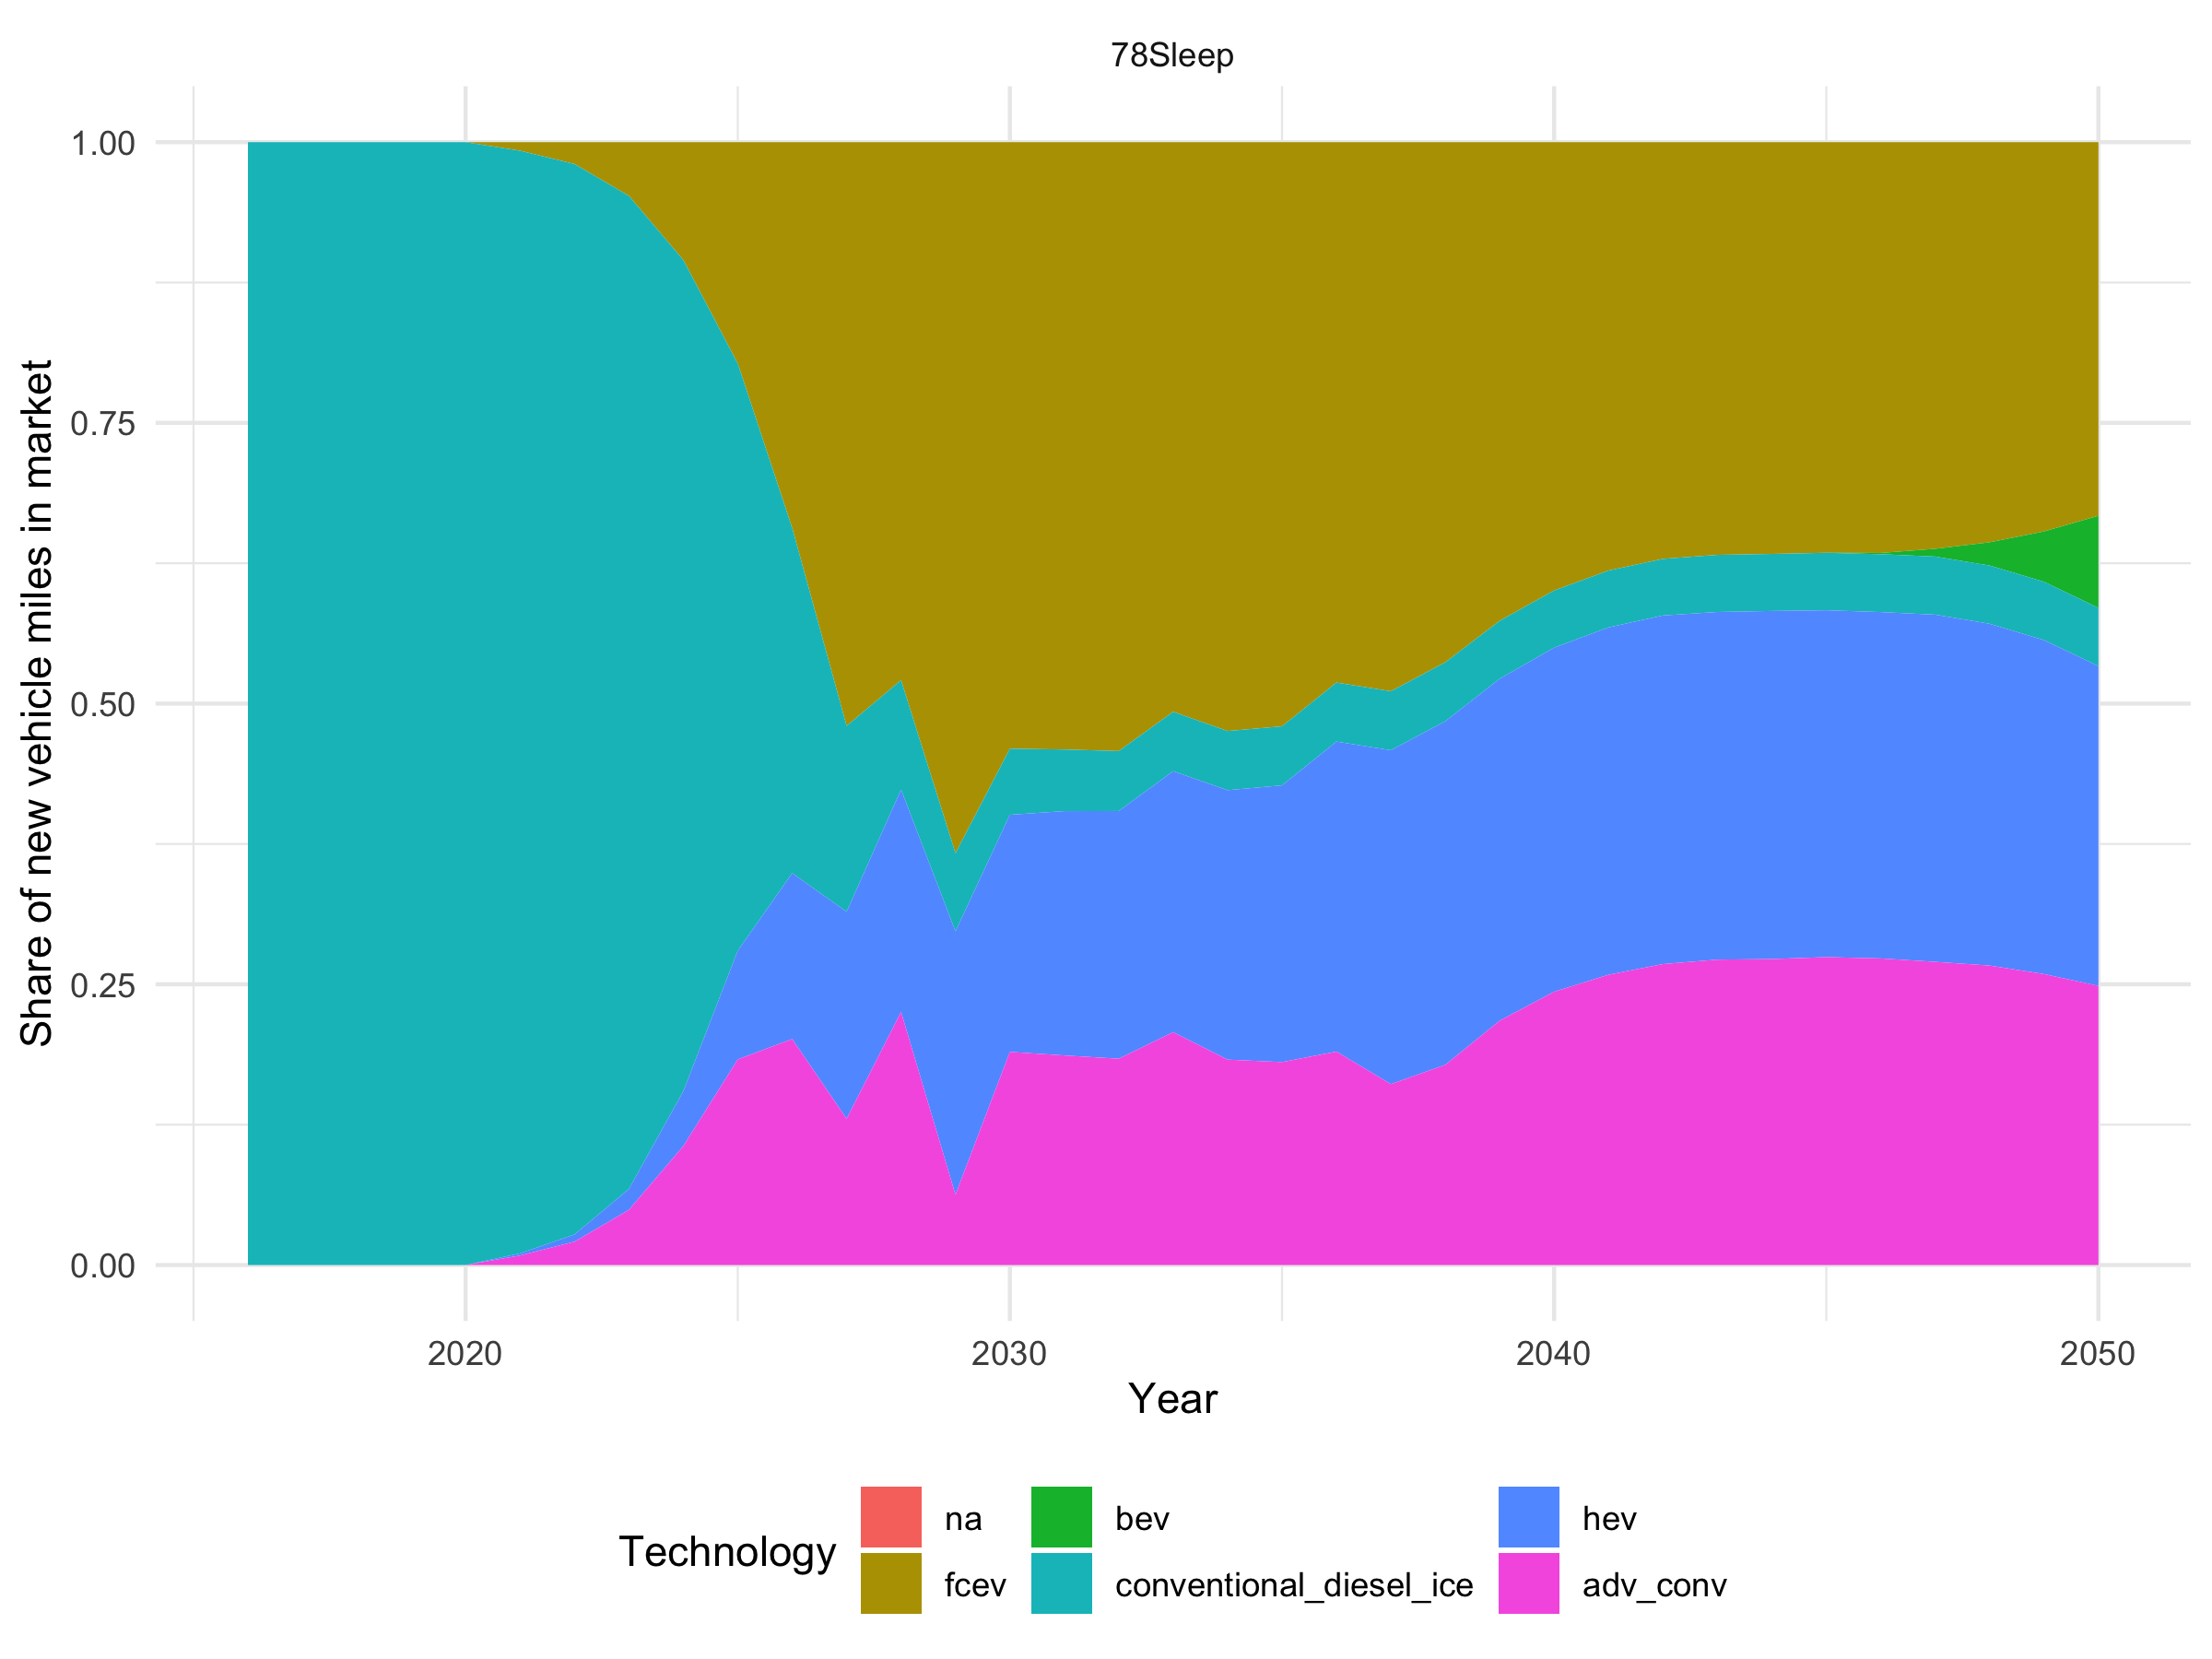 78Sleep
1.00
0.75
0.50
0.25
0.00
Share of new vehicle miles in market
2020 2030 2040 2050
Year
Technology
na bev hev
fcev conventional_diesel_ice adv_conv